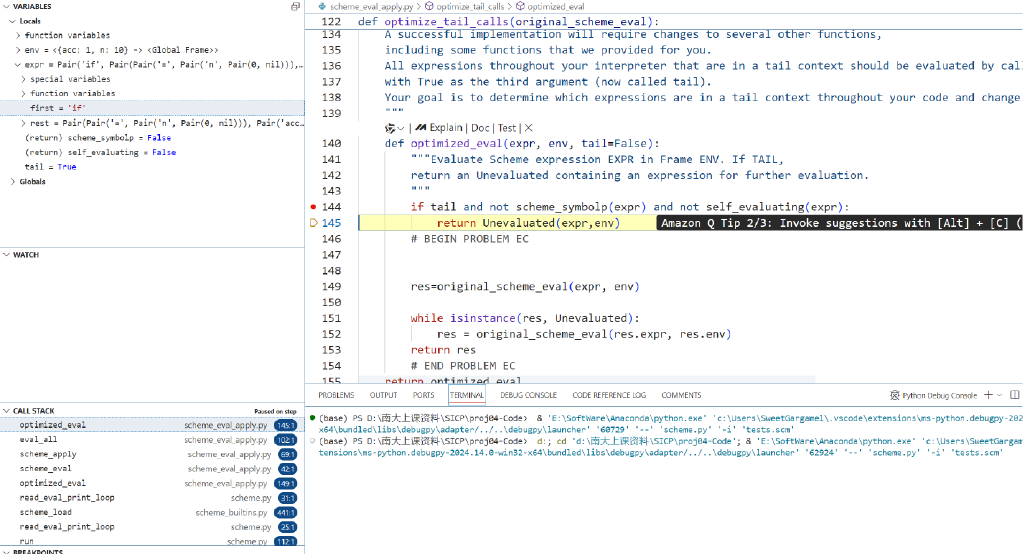 VARIABLES
Locals
function variables
env = <{acc: 1, n: 10} -> <Global Frame>>
expr = Pair('if', Pair(Pair('=', Pair('n', Pair(0, nil))),…
special variables
function variables
first = 'if'
rest = Pair(Pair('=', Pair('n', Pair(0, nil))), Pair('acc…
(return) scheme_symbolp = False
(return) self_evaluating = False
tail = True
Globals
WATCH
CALL STACK Paused on step
optimized_eval scheme_eval_apply.py 145:1
eval_all scheme_eval_apply.py 102:1
scheme_apply scheme_eval_apply.py 69:1
scheme_eval scheme_eval_apply.py 42:1
optimized_eval scheme_eval_apply.py 149:1
read_eval_print_loop scheme.py 31:1
scheme_load scheme_builtins.py 441:1
read_eval_print_loop scheme.py 25:1
run scheme.py 112:1
BREAKPOINTS
scheme_eval_apply.py > optimize_tail_calls > optimized_eval
122 def optimize_tail_calls(original_scheme_eval):
134 A successful implementation will require changes to several other functions,
135 including some functions that we provided for you.
136 All expressions throughout your interpreter that are in a tail context should be evaluated by cal
137 with True as the third argument (now called tail).
138 Your goal is to determine which expressions are in a tail context throughout your code and change
139 """
Explain | Doc | Test | X
140 def optimized_eval(expr, env, tail=False):
141 """Evaluate Scheme expression EXPR in Frame ENV. If TAIL,
142 return an Unevaluated containing an expression for further evaluation.
143 """
144 if tail and not scheme_symbolp(expr) and not self_evaluating(expr):
145 return Unevaluated(expr,env) Amazon Q Tip 2/3: Invoke suggestions with [Alt] + [C] (
146 # BEGIN PROBLEM EC
147
148
149 res=original_scheme_eval(expr, env)
150
151 while isinstance(res, Unevaluated):
152 res = original_scheme_eval(res.expr, res.env)
153 return res
154 # END PROBLEM EC
155 return optimized_eval
PROBLEMS OUTPUT PORTS TERMINAL DEBUG CONSOLE CODE REFERENCE LOG COMMENTS Python Debug Console
(base) PS D:\南大上课资料\SICP\proj04-Code> & 'E:\SoftWare\Anaconda\python.exe' 'c:\Users\SweetGargamel\.vscode\extensions\ms-python.debugpy-202
x64\bundled\libs\debugpy\adapter/../..\debugpy\launcher' '60729' '--' 'scheme.py' '-i' 'tests.scm'
(base) PS D:\南大上课资料\SICP\proj04-Code> d:; cd 'd:\南大上课资料\SICP\proj04-Code'; & 'E:\SoftWare\Anaconda\python.exe' 'c:\Users\SweetGargam
tensions\ms-python.debugpy-2024.14.0-win32-x64\bundled\libs\debugpy\adapter/../..\debugpy\launcher' '62924' '--' 'scheme.py' '-i' 'tests.scm'